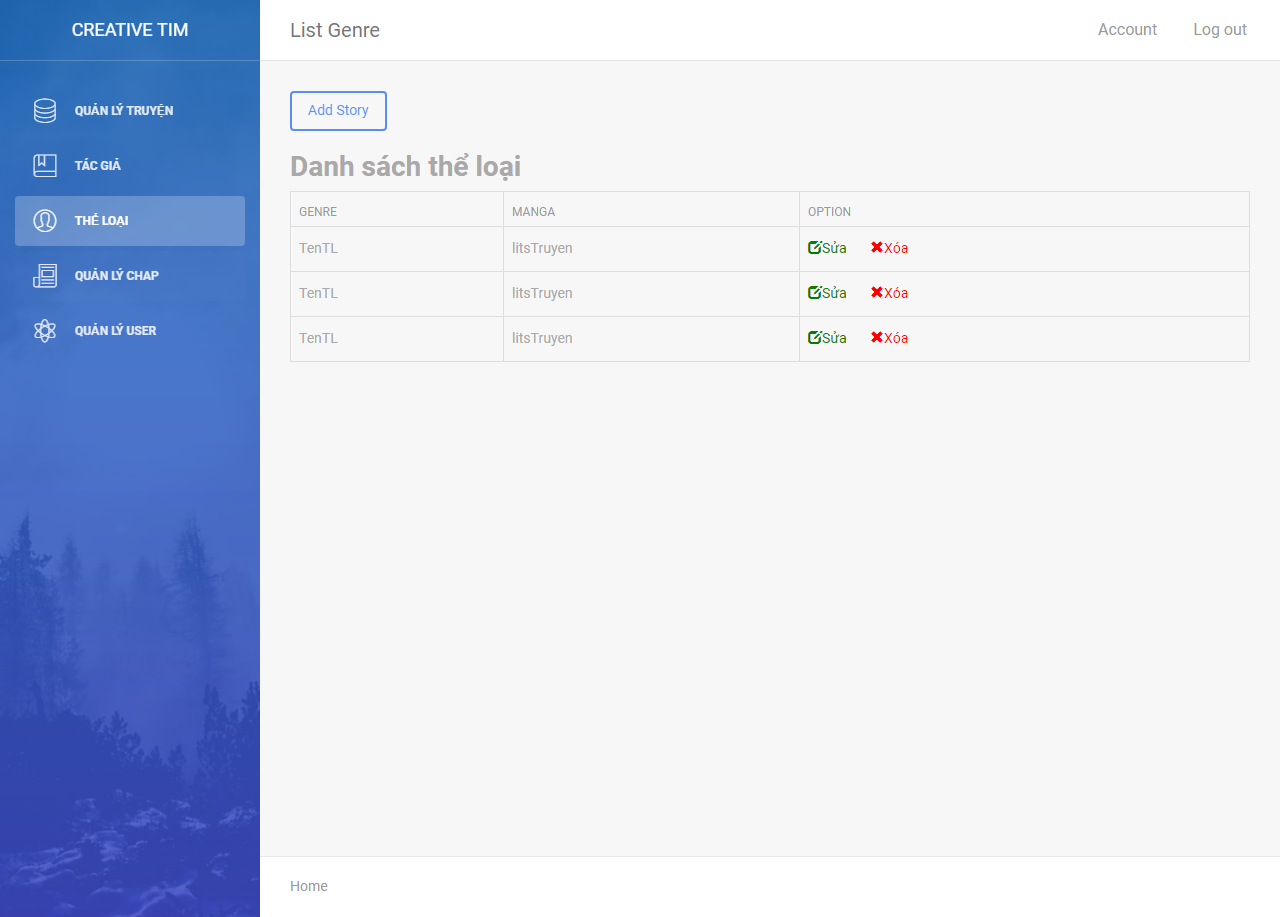 CREATIVE TIM
List Genre
Account
Log out
QUẢN LÝ TRUYỆN
TÁC GIẢ
THỂ LOẠI
QUẢN LÝ CHAP
QUẢN LÝ USER
Add Story
Danh sách thể loại
GENRE MANGA OPTION
TenTL litsTruyen Sửa Xóa
TenTL litsTruyen Sửa Xóa
TenTL litsTruyen Sửa Xóa
Home